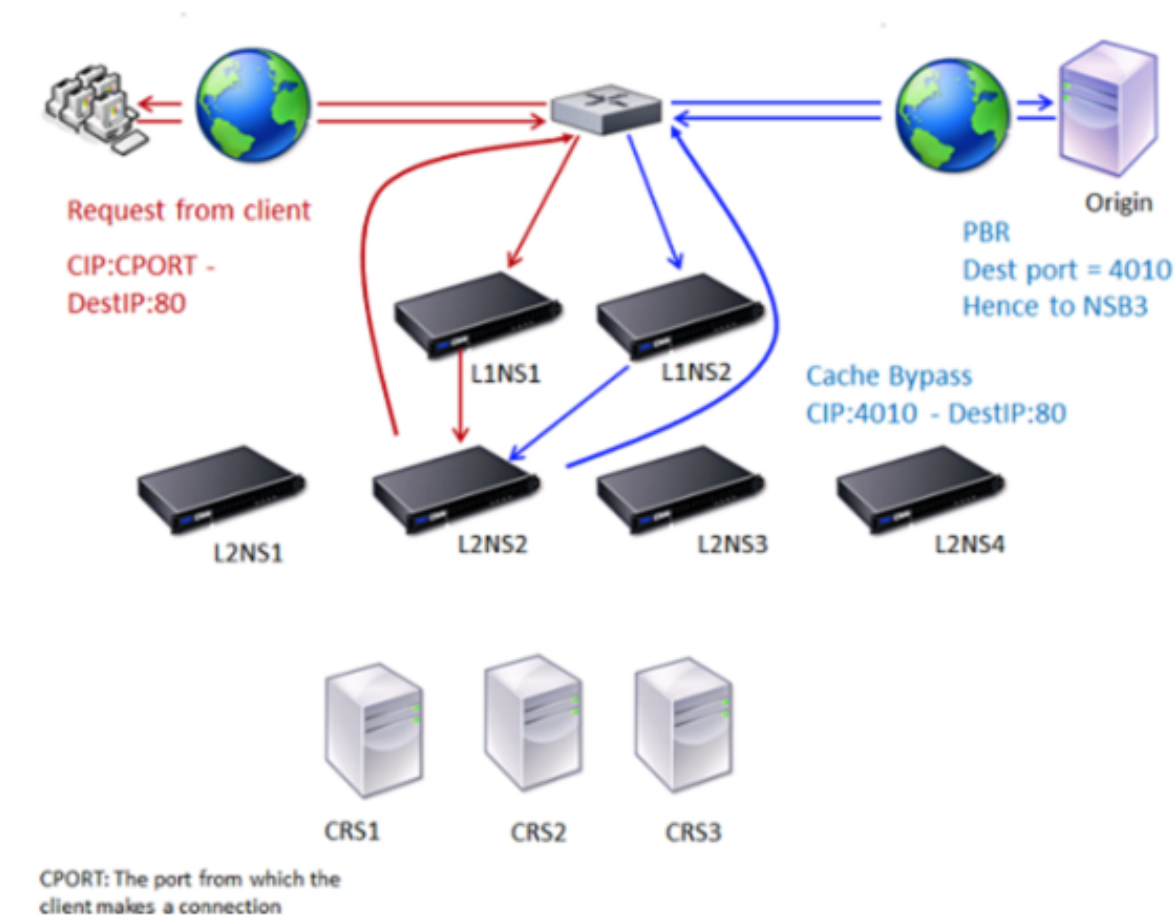 Origin
Request from client
CIP:CPORT -
DestIP:80
PBR
Dest port = 4010
Hence to NSB3
L1NS1
L1NS2
Cache Bypass
CIP:4010 - DestIP:80
L2NS1
L2NS2
L2NS3
L2NS4
CRS1
CRS2
CRS3
CPORT: The port from which the
client makes a connection